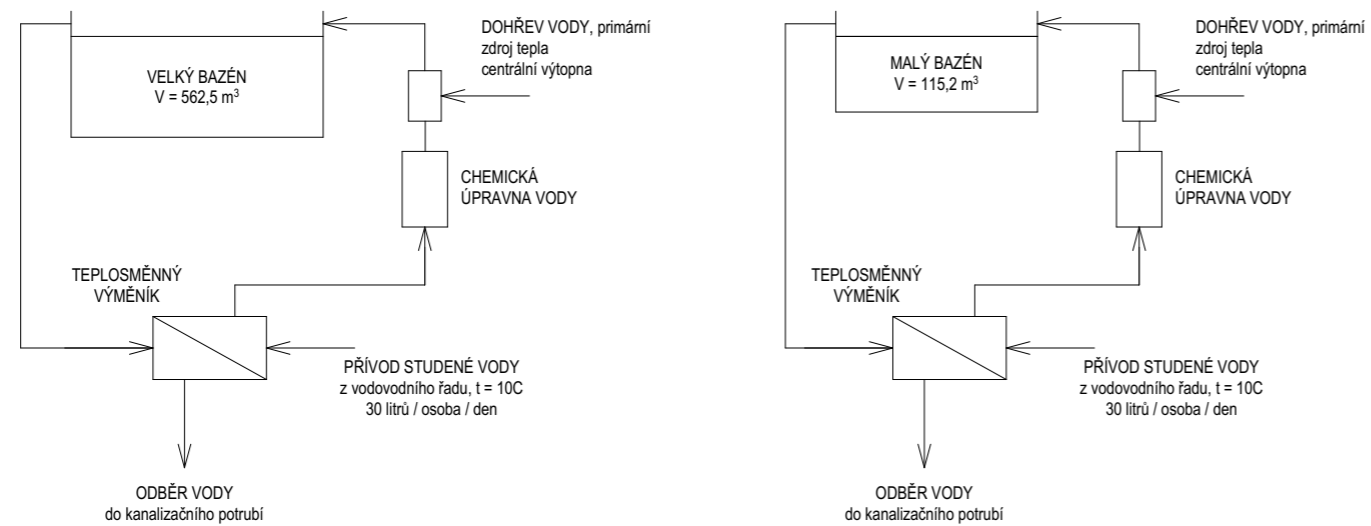 VELKÝ BAZÉN
V = 562,5 m³
DOHŘEV VODY, primární
zdroj tepla
centrální výtopna
CHEMICKÁ
ÚPRAVNA VODY
TEPLOSMĚNNÝ
VÝMĚNÍK
PŘÍVOD STUDENÉ VODY
z vodovodního řadu, t = 10C
30 litrů / osoba / den
ODBĚR VODY
do kanalizačního potrubí
MALÝ BAZÉN
V = 115,2 m³
DOHŘEV VODY, primární
zdroj tepla
centrální výtopna
CHEMICKÁ
ÚPRAVNA VODY
TEPLOSMĚNNÝ
VÝMĚNÍK
PŘÍVOD STUDENÉ VODY
z vodovodního řadu, t = 10C
30 litrů / osoba / den
ODBĚR VODY
do kanalizačního potrubí